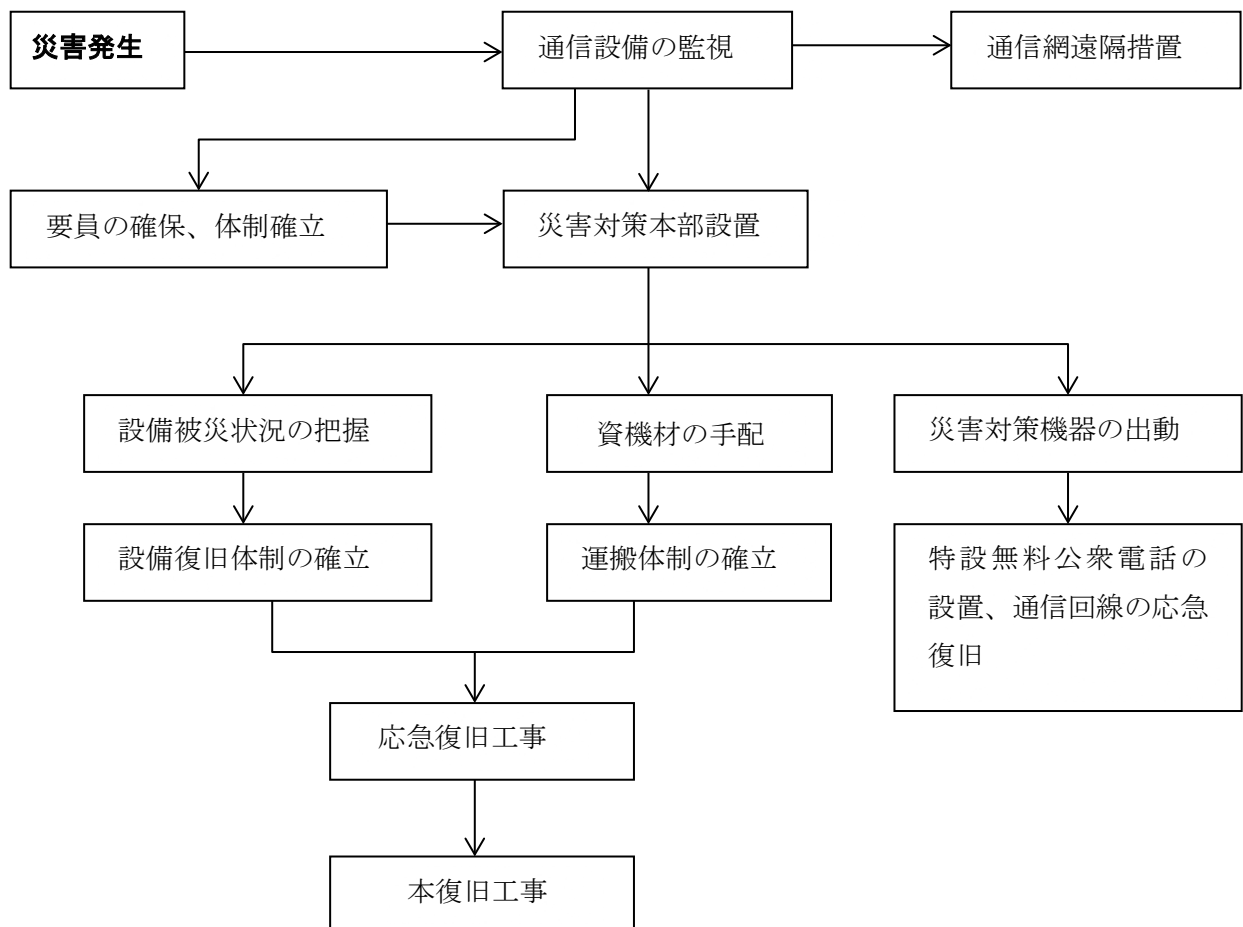 災害発生
通信設備の監視
通信網遠隔措置
要員の確保、体制確立
災害対策本部設置
設備被災状況の把握
資機材の手配
災害対策機器の出動
設備復旧体制の確立
運搬体制の確立
特設無料公衆電話の
設置、通信回線の応急
復旧
応急復旧工事
本復旧工事